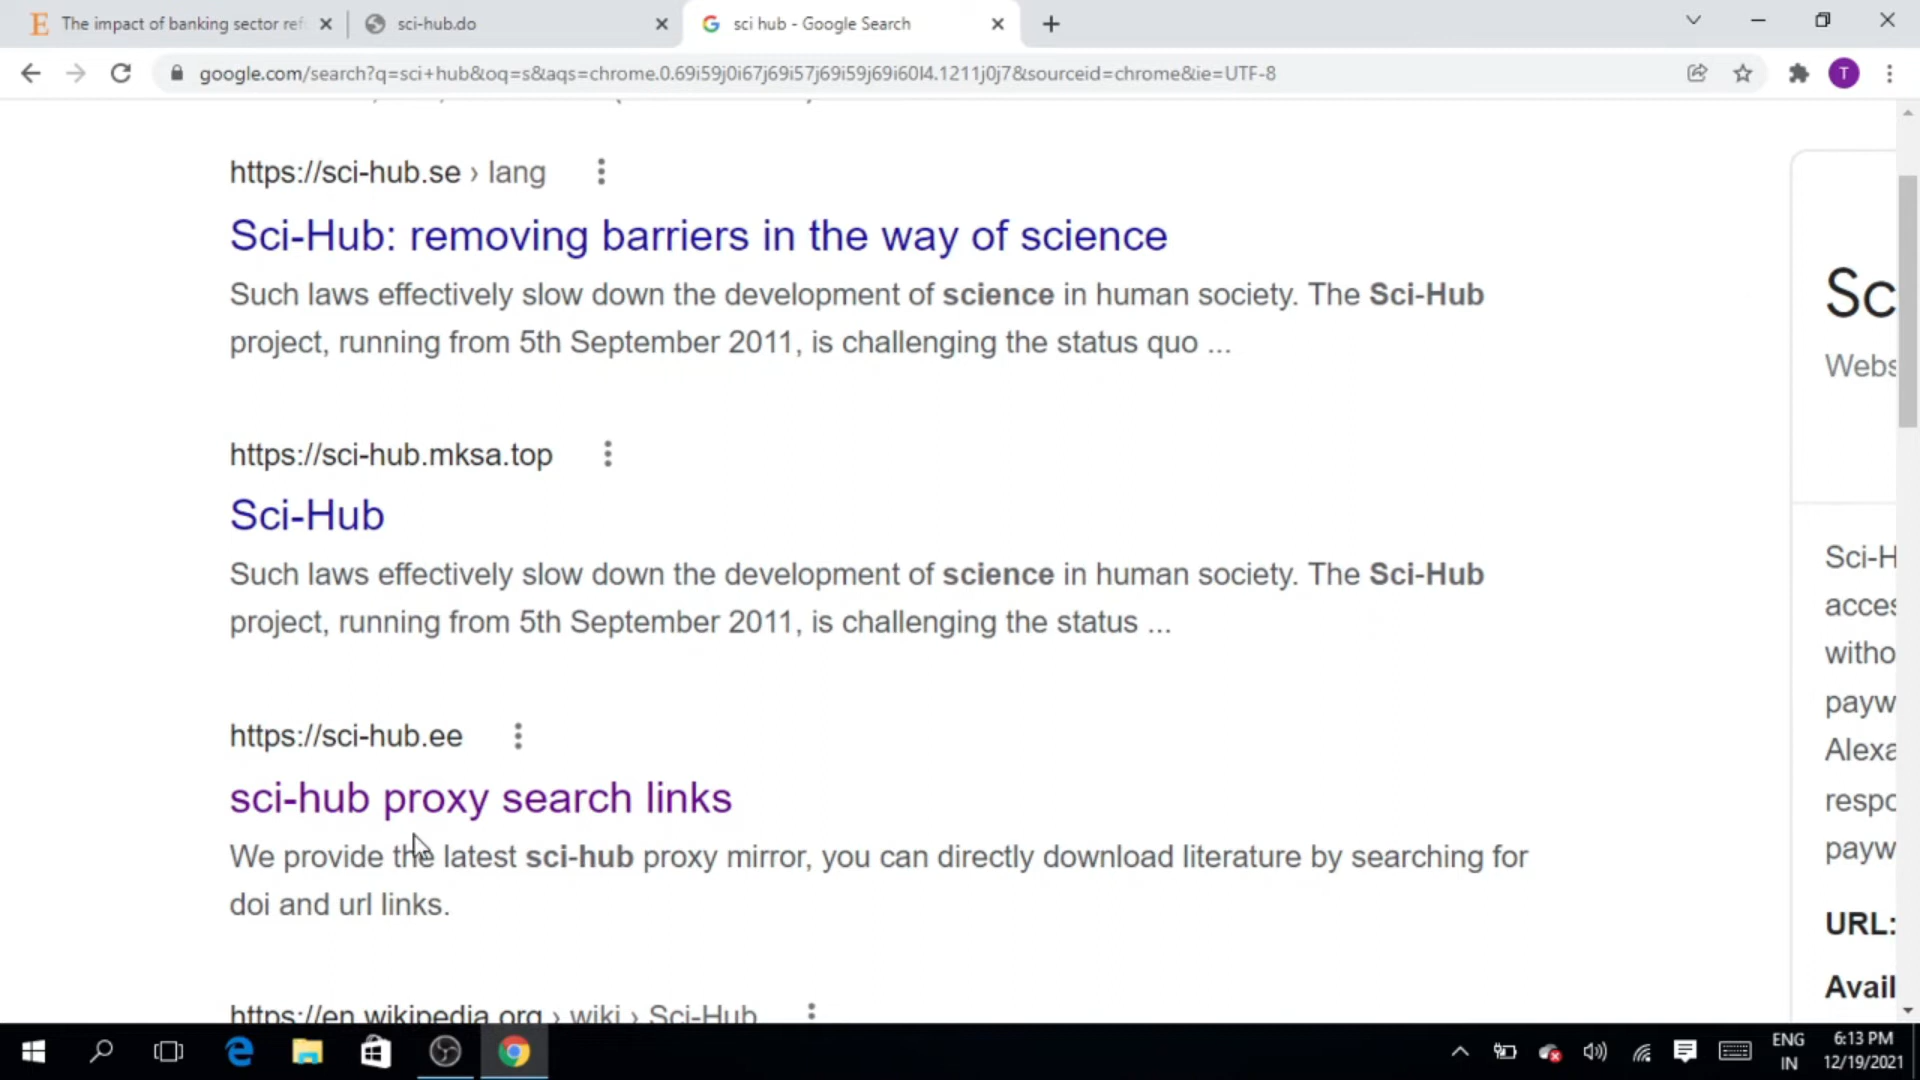 The impact of banking sector ref
sci-hub.do
sci hub - Google Search
google.com/search?q=sci+hub&oq=s&aqs=chrome.0.69i59j0i67j69i57j69i59j69i60l4.1211j0j7&sourceid=chrome&ie=UTF-8
T
https://sci-hub.se › lang
Sci-Hub: removing barriers in the way of science
Such laws effectively slow down the development of science in human society. The Sci-Hub
project, running from 5th September 2011, is challenging the status quo ...
https://sci-hub.mksa.top
Sci-Hub
Such laws effectively slow down the development of science in human society. The Sci-Hub
project, running from 5th September 2011, is challenging the status ...
https://sci-hub.ee
sci-hub proxy search links
We provide the latest sci-hub proxy mirror, you can directly download literature by searching for
doi and url links.
https://en.wikipedia.org › wiki › Sci-Hub
Sc
Webs
Sci-H
acces
witho
payw
Alexa
respo
payw
URL:
Avail
ENG
IN
6:13 PM
12/19/2021